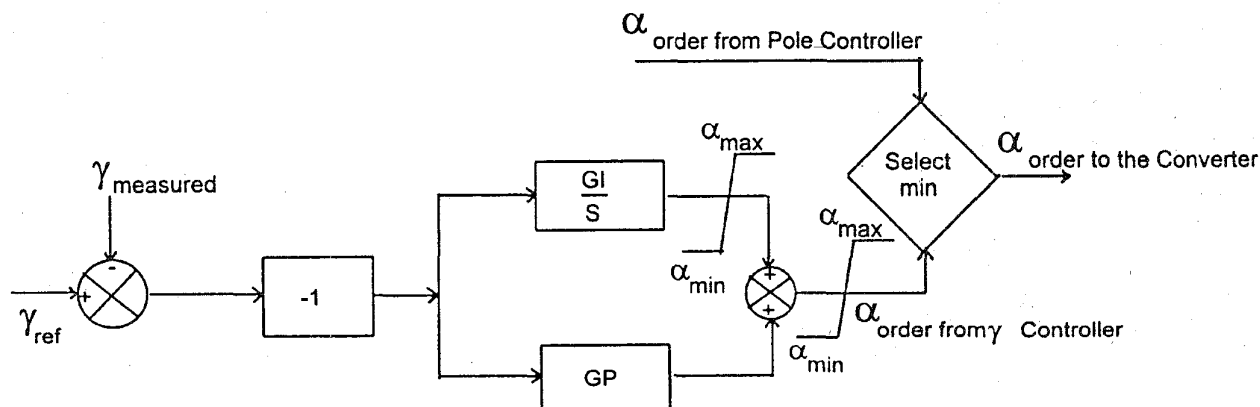 α order from Pole Controller
γ measured
α max
GI
S
Select
min
α order to the Converter
-
+
γ ref
-1
α min
+
+
α max
α order from γ Controller
α min
GP